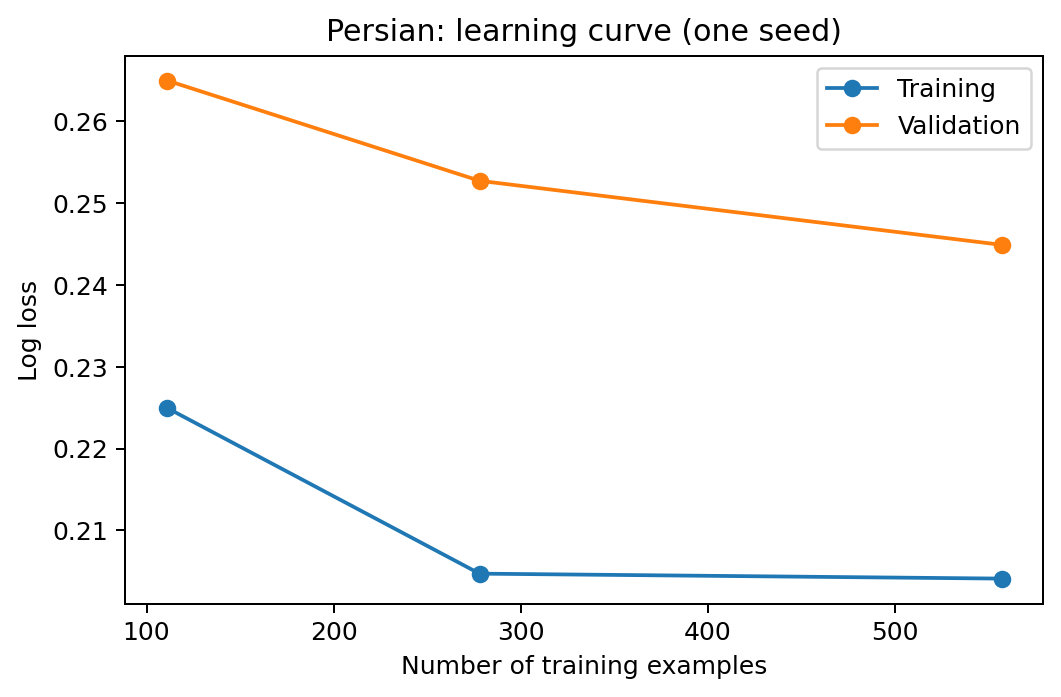 Persian: learning curve (one seed)
Training
Validation
0.26
0.25
0.24
0.23
0.22
0.21
Log loss
100 200 300 400 500
Number of training examples